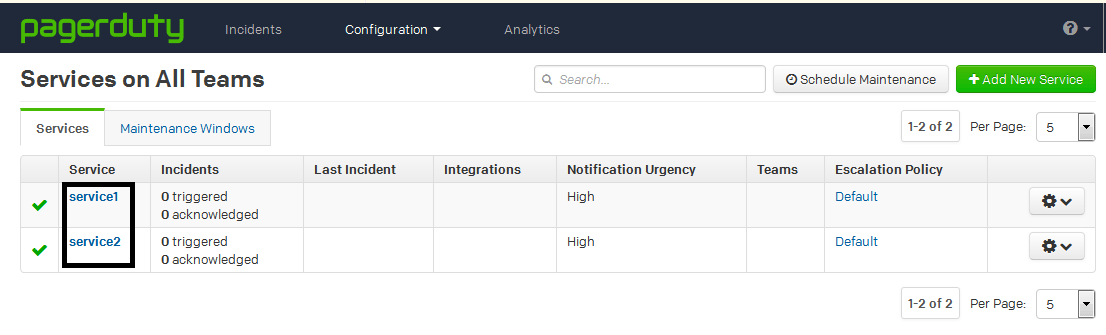 pagerduty Incidents Configuration Analytics ?
Services on All Teams Search... Schedule Maintenance + Add New Service
Services Maintenance Windows 1-2 of 2 Per Page: 5
Service Incidents Last Incident Integrations Notification Urgency Teams Escalation Policy
service1 0 triggered High Default
0 acknowledged
service2 0 triggered High Default
0 acknowledged
1-2 of 2 Per Page: 5